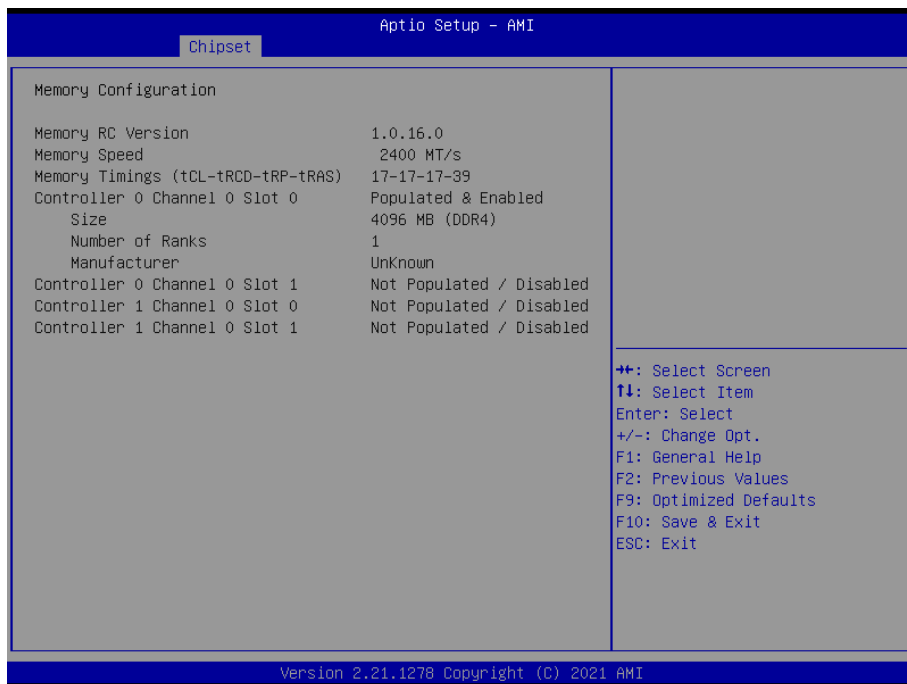 Aptio Setup – AMI
Chipset
Memory Configuration
Memory RC Version 1.0.16.0
Memory Speed 2400 MT/s
Memory Timings (tCL-tRCD-tRP-tRAS) 17-17-17-39
Controller 0 Channel 0 Slot 0 Populated & Enabled
Size 4096 MB (DDR4)
Number of Ranks 1
Manufacturer UnKnown
Controller 0 Channel 0 Slot 1 Not Populated / Disabled
Controller 1 Channel 0 Slot 0 Not Populated / Disabled
Controller 1 Channel 0 Slot 1 Not Populated / Disabled
→←: Select Screen
↑↓: Select Item
Enter: Select
+/-: Change Opt.
F1: General Help
F2: Previous Values
F9: Optimized Defaults
F10: Save & Exit
ESC: Exit
Version 2.21.1278 Copyright (C) 2021 AMI